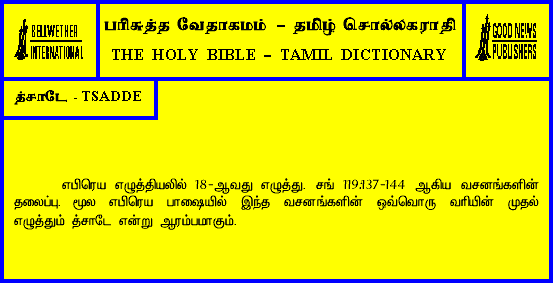 BELLWETHER
INTERNATIONAL
பரிசுத்த வேதாகமம் - தமிழ் சொல்லகராதி
THE HOLY BIBLE – TAMIL DICTIONARY
GOOD NEWS
PUBLISHERS
த்சாடே - TSADDE
எபிரெய எழுத்தியலில் 18-ஆவது எழுத்து. சங் 119:137-144 ஆகிய வசனங்களின்
தலைப்பு. மூல எபிரெய பாஷையில் இந்த வசனங்களின் ஒவ்வொரு வரியின் முதல்
எழுத்தும் த்சாடே என்று ஆரம்பமாகும்.